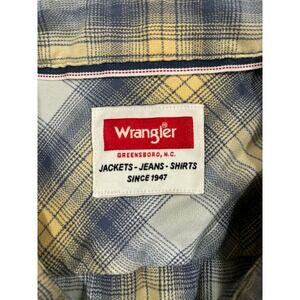 Wrangler
GREENSBORO, N.C.
JACKETS - JEANS - SHIRTS
SINCE 1947